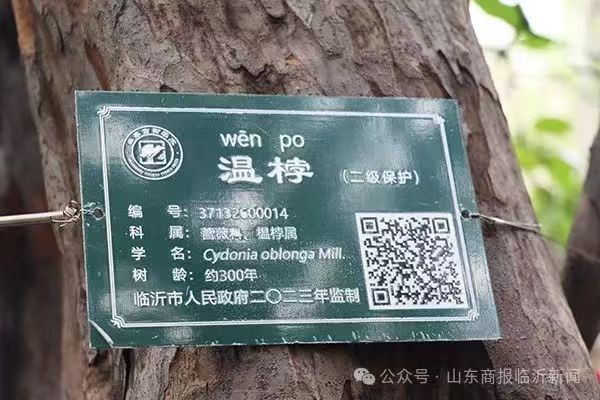 wēn po
温桲 (二级保护)
编 号：37132600014
科 属：蔷薇科、榅桲属
学 名：Cydonia oblonga Mill.
树 龄：约300年
临沂市人民政府二〇二三年监制
公众号 · 山东商报临沂新闻